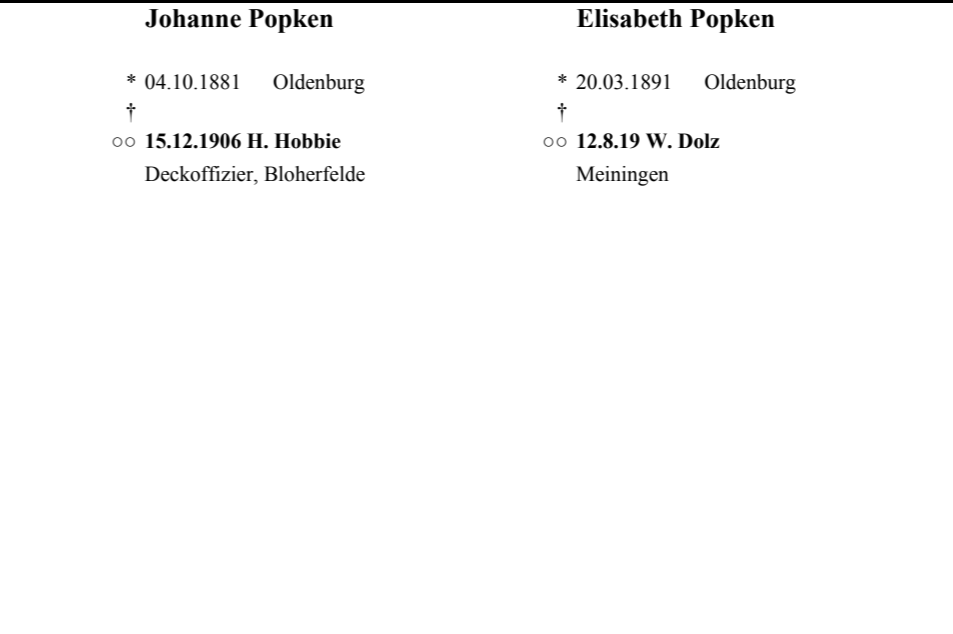 Johanne Popken
* 04.10.1881 Oldenburg
†
○○ 15.12.1906 H. Hobbie
Deckoffizier, Bloherfelde
Elisabeth Popken
* 20.03.1891 Oldenburg
†
○○ 12.8.19 W. Dolz
Meiningen